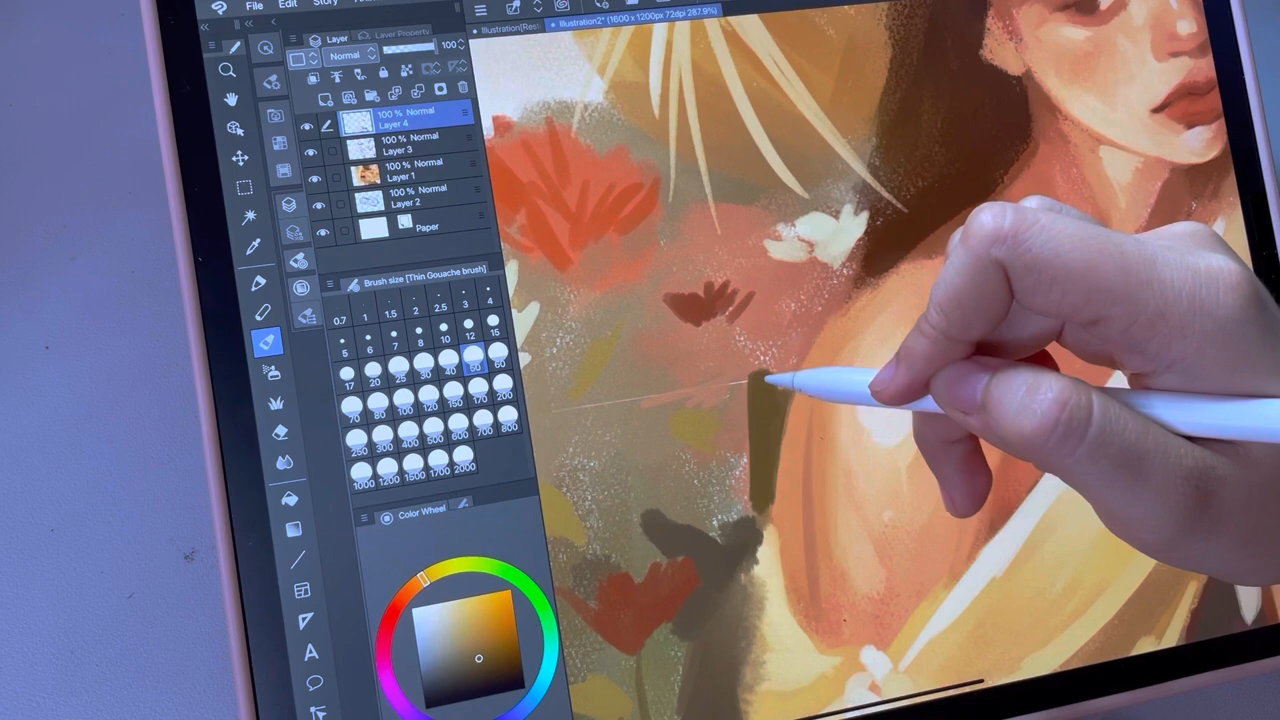 File Edit Story
Illustration[Res
Illustration2* (1600 x 1200px 72dpi 287.9%)
Layer Layer Property
Normal 100
100 % Normal
Layer 4
100 % Normal
Layer 3
100 % Normal
Layer 1
100 % Normal
Layer 2
Paper
Brush size [Thin Gouache brush]
0.7 1 1.5 2 2.5 3 4
5 6 7 8 10 12 15
17 20 25 30 40 50 60
70 80 100 120 150 170 200
250 300 400 500 600 700 800
1000 1200 1500 1700 2000
Color Wheel
A